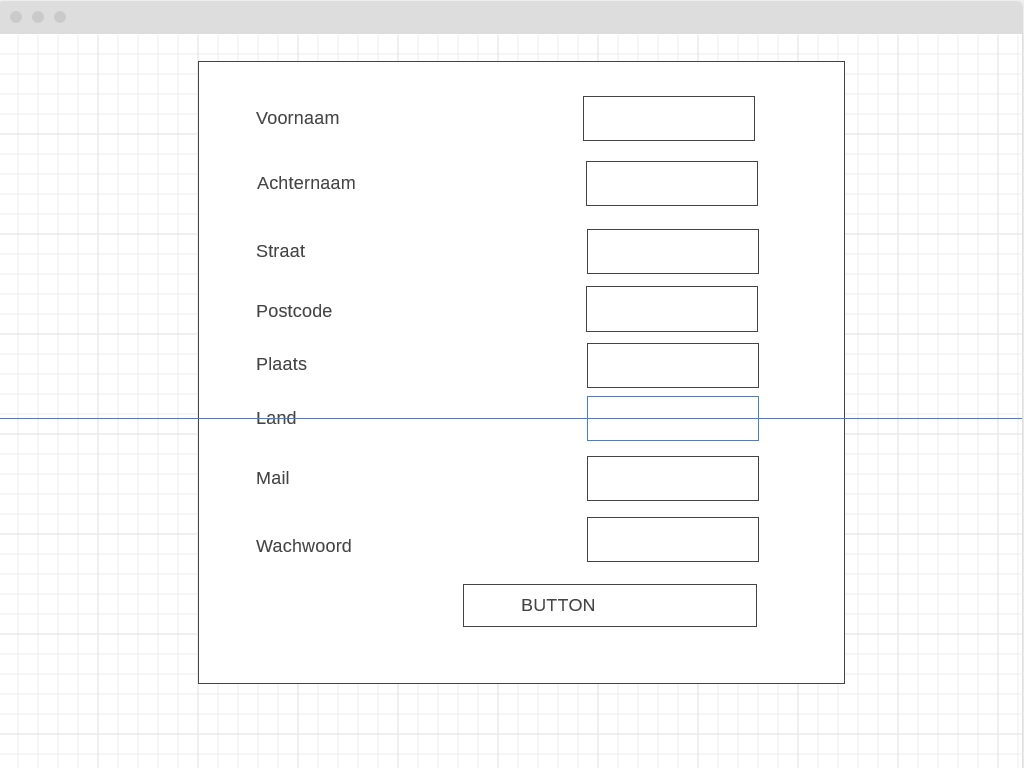 Voornaam
Achternaam
Straat
Postcode
Plaats
Land
Mail
Wachwoord
BUTTON